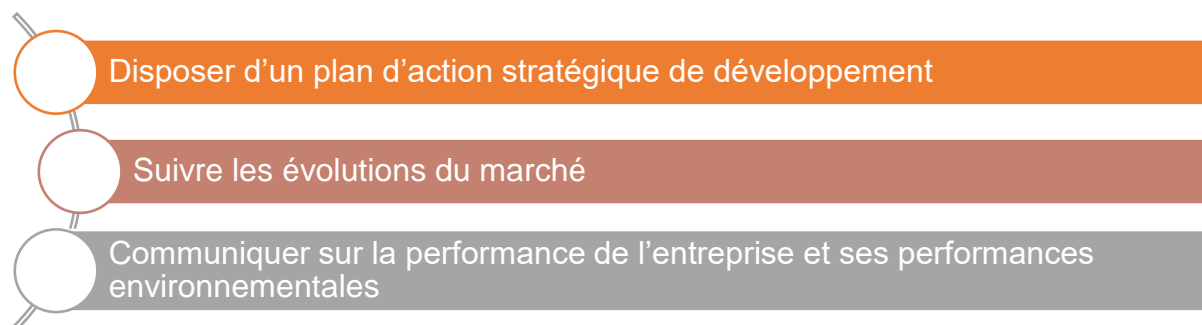 Disposer d’un plan d’action stratégique de développement
Suivre les évolutions du marché
Communiquer sur la performance de l’entreprise et ses performances
environnementales